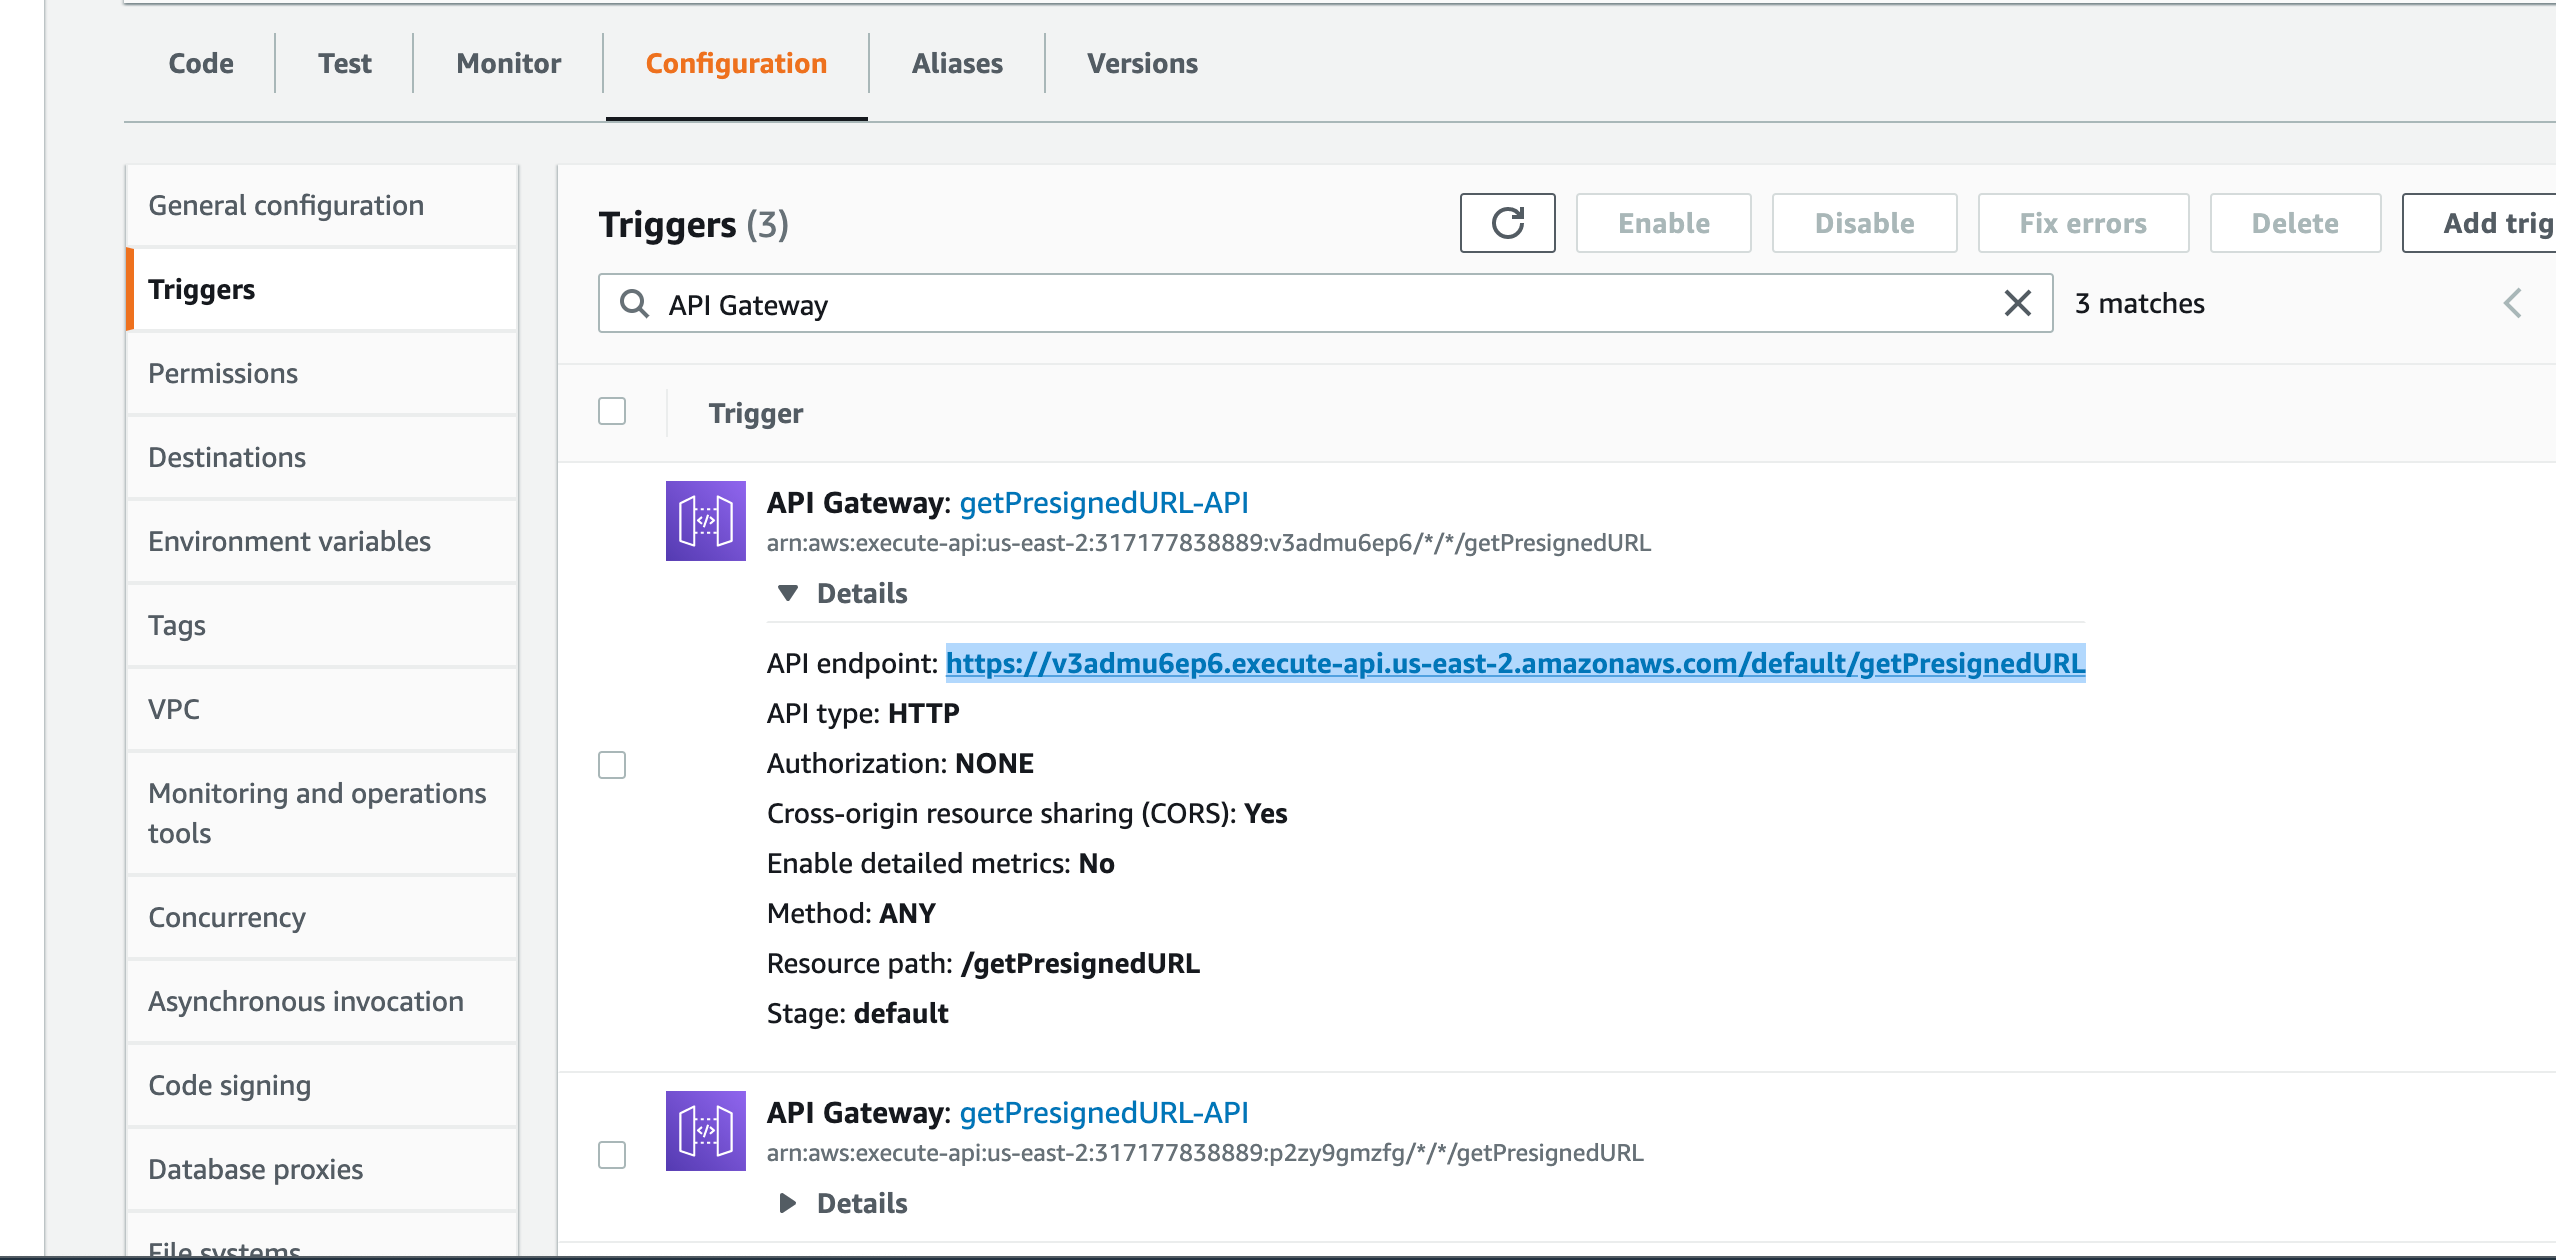 Code
Test
Monitor
Configuration
Aliases
Versions
General configuration
Triggers
Permissions
Destinations
Environment variables
Tags
VPC
Monitoring and operations
tools
Concurrency
Asynchronous invocation
Code signing
Database proxies
File systems
Triggers (3)
Enable
Disable
Fix errors
Delete
Add trig
API Gateway
3 matches
Trigger
API Gateway: getPresignedURL-API
arn:aws:execute-api:us-east-2:317177838889:v3admu6ep6/*/*/getPresignedURL
Details
API endpoint: https://v3admu6ep6.execute-api.us-east-2.amazonaws.com/default/getPresignedURL
API type: HTTP
Authorization: NONE
Cross-origin resource sharing (CORS): Yes
Enable detailed metrics: No
Method: ANY
Resource path: /getPresignedURL
Stage: default
API Gateway: getPresignedURL-API
arn:aws:execute-api:us-east-2:317177838889:p2zy9gmzfg/*/*/getPresignedURL
Details